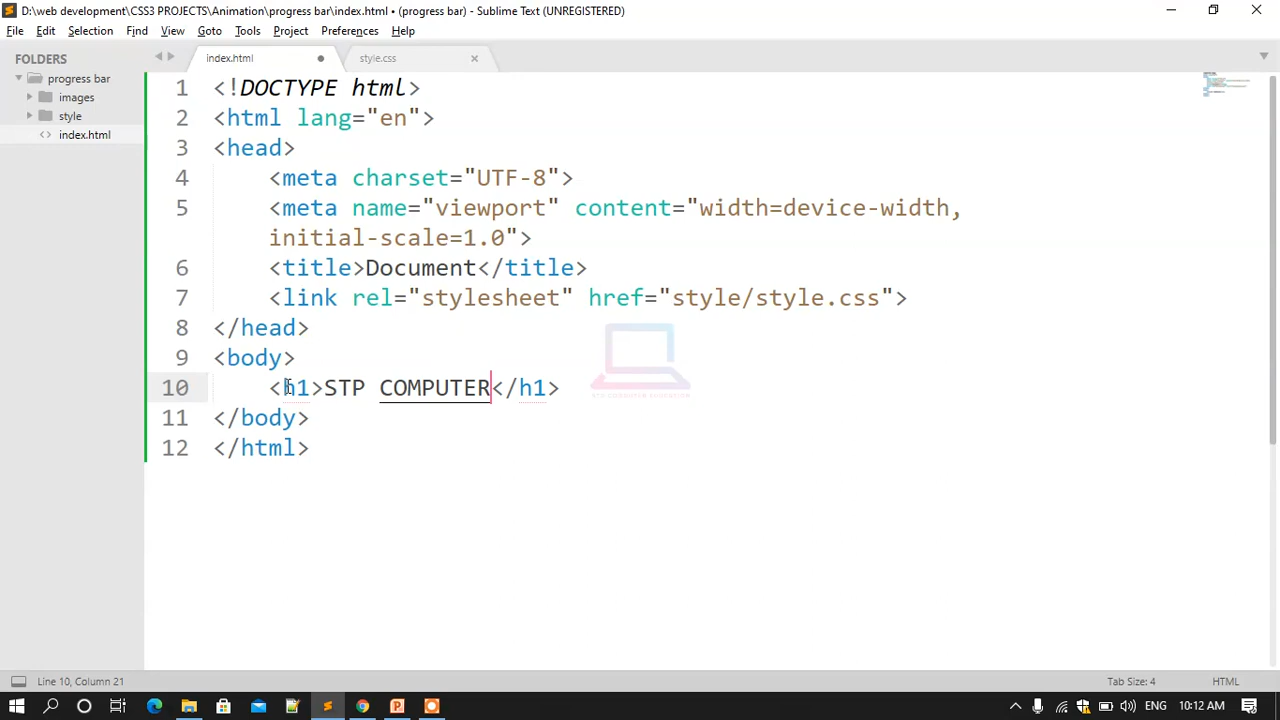 D:\web development\CSS3 PROJECTS\Animation\progress bar\index.html • (progress bar) - Sublime Text (UNREGISTERED)
File Edit Selection Find View Goto Tools Project Preferences Help
FOLDERS
progress bar
images
style
<> index.html
index.html
style.css
1 <!DOCTYPE html>
2 <html lang="en">
3 <head>
4 <meta charset="UTF-8">
5 <meta name="viewport" content="width=device-width,
initial-scale=1.0">
6 <title>Document</title>
7 <link rel="stylesheet" href="style/style.css">
8 </head>
9 <body>
10 <h1>STP COMPUTER</h1>
11 </body>
12 </html>
STP COMPUTER EDUCATION
Line 10, Column 21
Tab Size: 4
HTML
ENG
10:12 AM